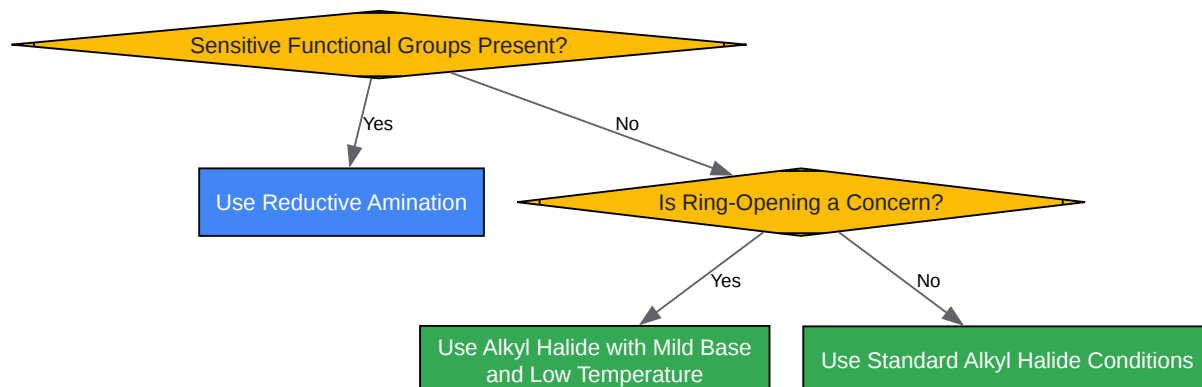 Sensitive Functional Groups Present?
Yes
No
Use Reductive Amination
Is Ring-Opening a Concern?
Yes
No
Use Alkyl Halide with Mild Base
and Low Temperature
Use Standard Alkyl Halide Conditions